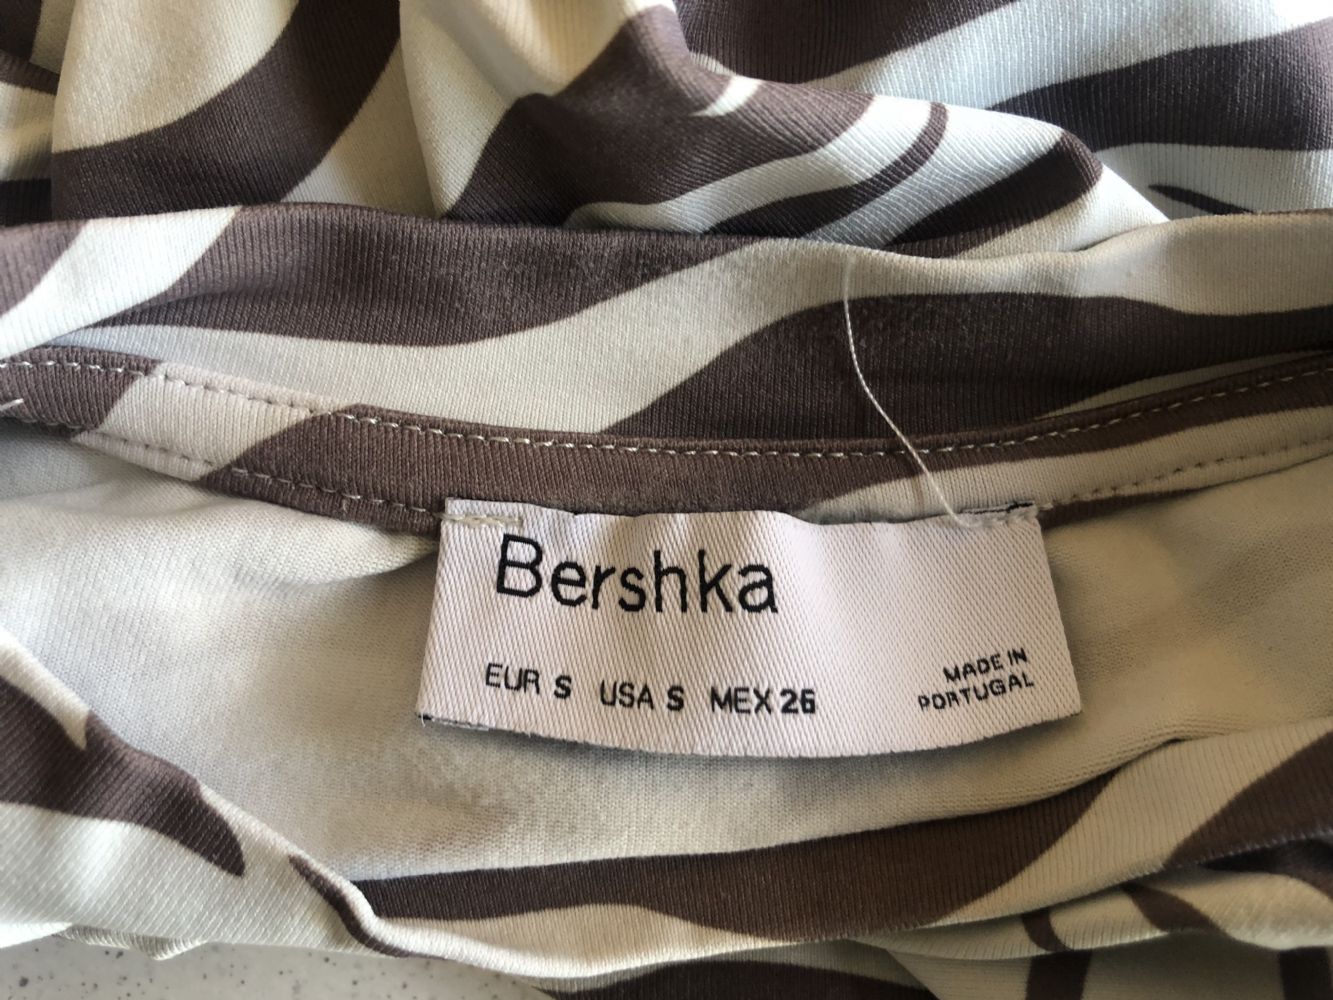 Bershka
EUR S USA S MEX 26
MADE IN
PORTUGAL